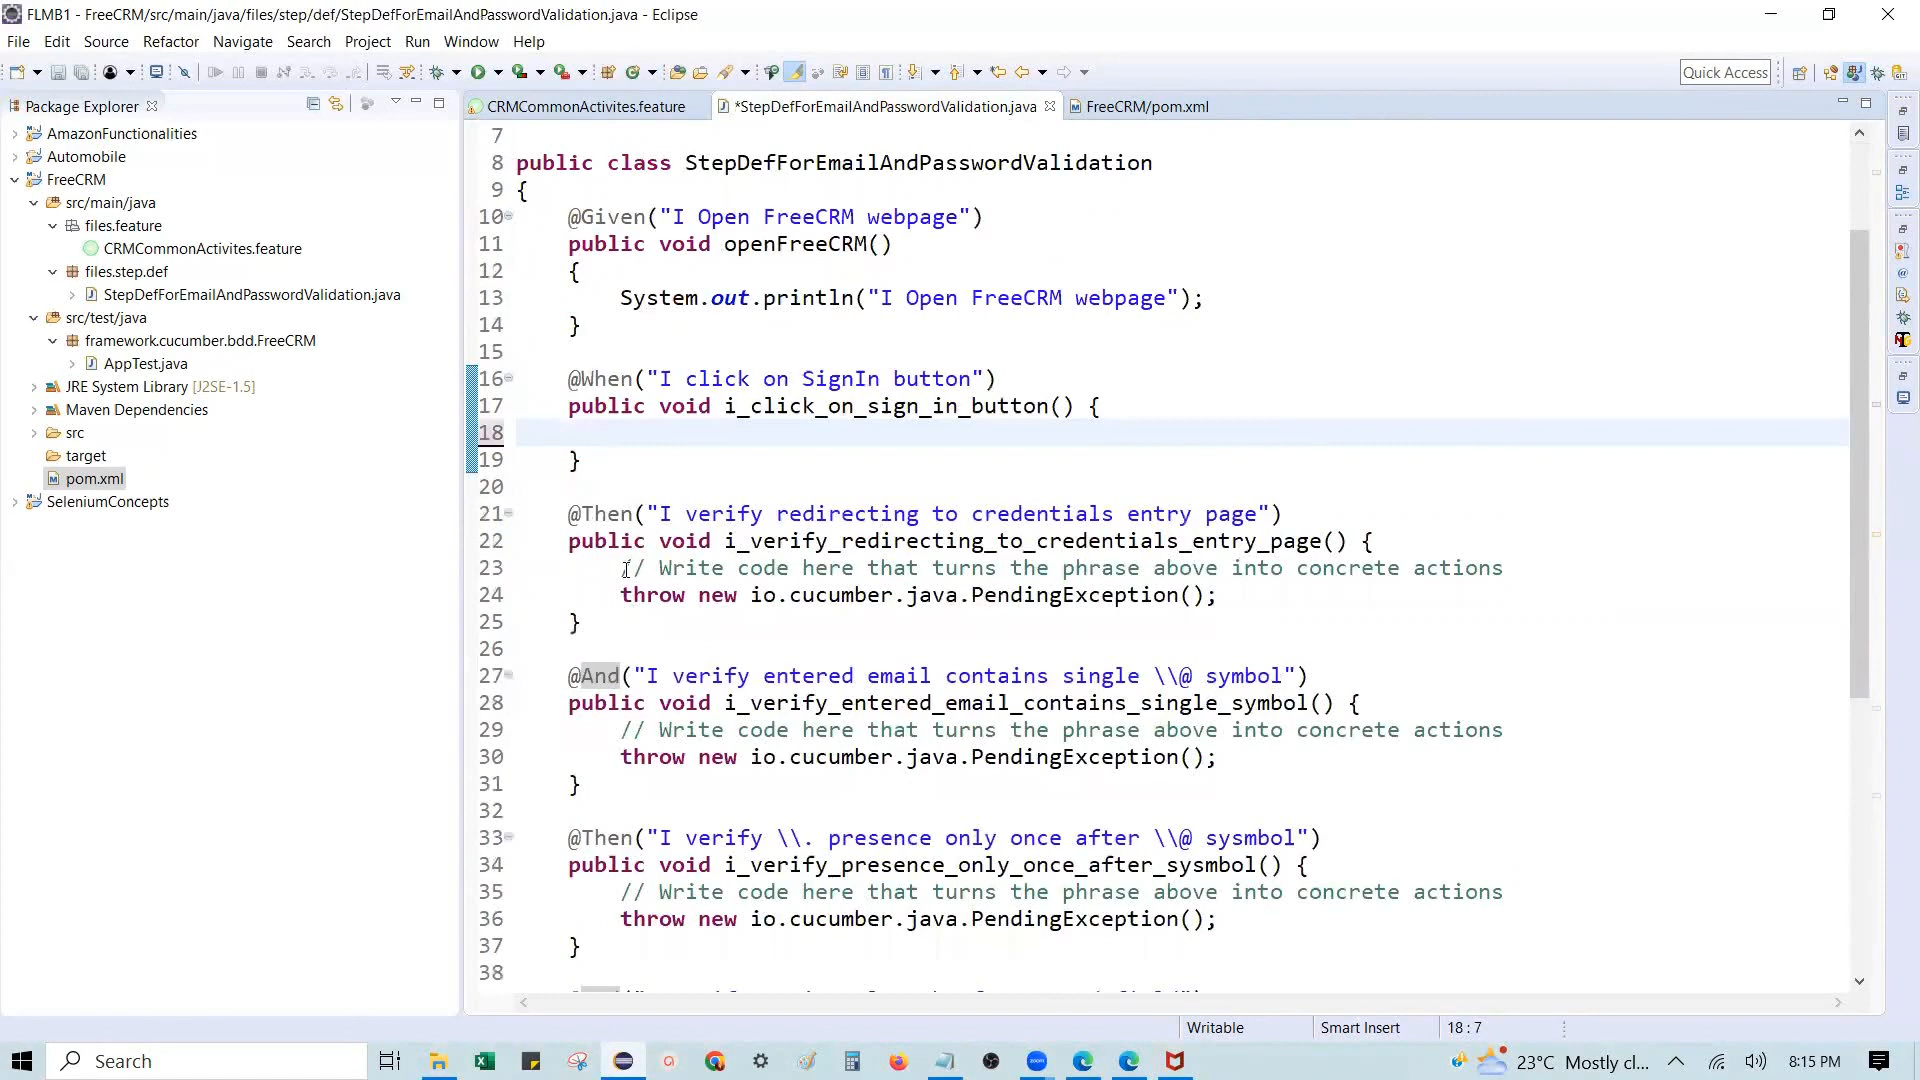 FLMB1 - FreeCRM/src/main/java/files/step/def/StepDefForEmailAndPasswordValidation.java - Eclipse
File Edit Source Refactor Navigate Search Project Run Window Help
Quick Access
Package Explorer
AmazonFunctionalities
Automobile
FreeCRM
src/main/java
files.feature
CRMCommonActivites.feature
files.step.def
StepDefForEmailAndPasswordValidation.java
src/test/java
framework.cucumber.bdd.FreeCRM
AppTest.java
JRE System Library [J2SE-1.5]
Maven Dependencies
src
target
pom.xml
SeleniumConcepts
CRMCommonActivites.feature *StepDefForEmailAndPasswordValidation.java FreeCRM/pom.xml
7
8 public class StepDefForEmailAndPasswordValidation
9 {
10 @Given("I Open FreeCRM webpage")
11 public void openFreeCRM()
12 {
13 System.out.println("I Open FreeCRM webpage");
14 }
15
16 @When("I click on SignIn button")
17 public void i_click_on_sign_in_button() {
18
19 }
20
21 @Then("I verify redirecting to credentials entry page")
22 public void i_verify_redirecting_to_credentials_entry_page() {
23 // Write code here that turns the phrase above into concrete actions
24 throw new io.cucumber.java.PendingException();
25 }
26
27 @And("I verify entered email contains single \\@ symbol")
28 public void i_verify_entered_email_contains_single_symbol() {
29 // Write code here that turns the phrase above into concrete actions
30 throw new io.cucumber.java.PendingException();
31 }
32
33 @Then("I verify \\. presence only once after \\@ sysmbol")
34 public void i_verify_presence_only_once_after_sysmbol() {
35 // Write code here that turns the phrase above into concrete actions
36 throw new io.cucumber.java.PendingException();
37 }
38
Writable Smart Insert 18 : 7
Search 23°C Mostly cl... 8:15 PM